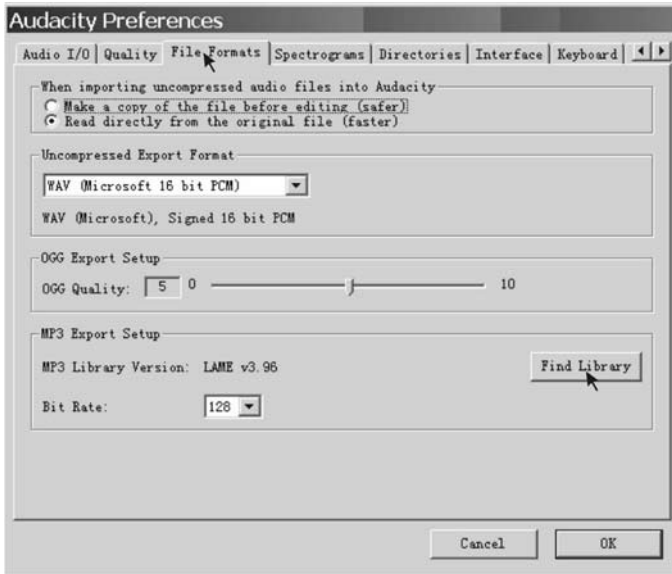 Audacity Preferences
Audio I/O Quality File Formats Spectrograms Directories Interface Keyboard
When importing uncompressed audio files into Audacity
Make a copy of the file before editing (safer)
Read directly from the original file (faster)
Uncompressed Export Format
WAV (Microsoft 16 bit PCM)
WAV (Microsoft), Signed 16 bit PCM
OGG Export Setup
OGG Quality: 5 0 10
MP3 Export Setup
MP3 Library Version: LAME v3.96 Find Library
Bit Rate: 128
Cancel OK